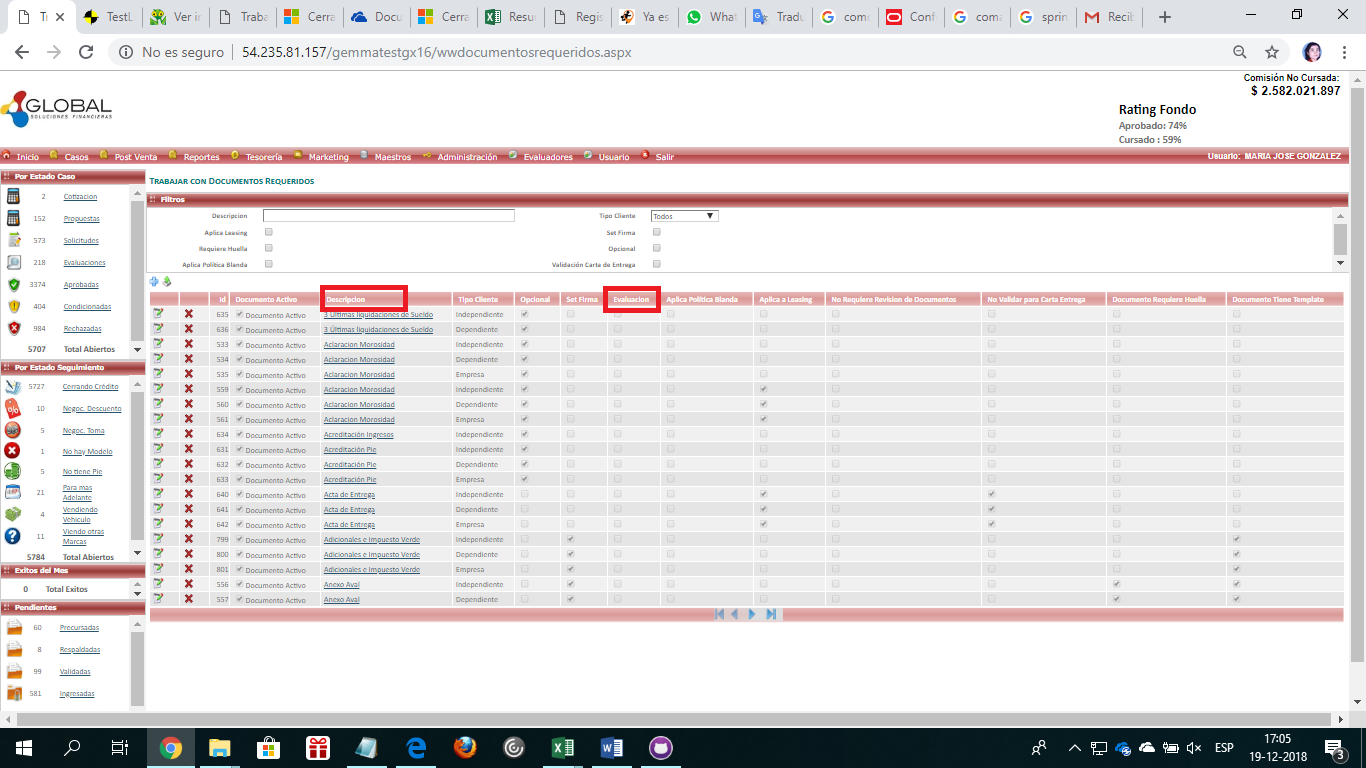 Tr
TestL
Ver ir
Traba
Cerra
Docu
Cerra
Resur
Regis
Ya es
What
Tradu
como
Conf
coma
sprin
Recib
No es seguro | 54.235.81.157/gemmatestgx16/wwdocumentosrequeridos.aspx
Comisión No Cursada:
$ 2.582.021.897
GLOBAL
SOLUCIONES FINANCIERAS
Rating Fondo
Aprobado: 74%
Cursado : 59%
Inicio Casos Post Venta Reportes Tesorería Marketing Maestros Administración Evaluadores Usuario Salir Usuario: MARIA JOSE GONZALEZ
Por Estado Caso
2 Cotizacion
152 Propuestas
573 Solicitudes
218 Evaluaciones
3374 Aprobadas
404 Condicionadas
984 Rechazadas
5707 Total Abiertos
Por Estado Seguimiento
5727 Cerrando Crédito
10 Negoc. Descuento
5 Negoc. Toma
1 No hay Modelo
5 No tiene Pie
21 Para mas Adelante
4 Vendiendo Vehiculo
11 Viendo otras Marcas
5784 Total Abiertos
Exitos del Mes
0 Total Exitos
Pendientes
60 Precursadas
8 Respaldadas
99 Validadas
581 Ingresadas
TRABAJAR CON DOCUMENTOS REQUERIDOS
Filtros
Descripcion Tipo Cliente Todos
Aplica Leasing Set Firma
Requiere Huella Opcional
Aplica Política Blanda Validación Carta de Entrega
Id Documento Activo Descripcion Tipo Cliente Opcional Set Firma Evaluacion Aplica Política Blanda Aplica a Leasing No Requiere Revision de Documentos No Validar para Carta Entrega Documento Requiere Huella Documento Tiene Template
635 Documento Activo 3 Últimas liquidaciones de Sueldo Independiente
636 Documento Activo 3 Últimas liquidaciones de Sueldo Dependiente
533 Documento Activo Aclaracion Morosidad Independiente
534 Documento Activo Aclaracion Morosidad Dependiente
535 Documento Activo Aclaracion Morosidad Empresa
559 Documento Activo Aclaracion Morosidad Independiente
560 Documento Activo Aclaracion Morosidad Dependiente
561 Documento Activo Aclaracion Morosidad Empresa
634 Documento Activo Acreditación Ingresos Independiente
631 Documento Activo Acreditación Pie Independiente
632 Documento Activo Acreditación Pie Dependiente
633 Documento Activo Acreditación Pie Empresa
640 Documento Activo Acta de Entrega Independiente
641 Documento Activo Acta de Entrega Dependiente
642 Documento Activo Acta de Entrega Empresa
799 Documento Activo Adicionales e Impuesto Verde Independiente
800 Documento Activo Adicionales e Impuesto Verde Dependiente
801 Documento Activo Adicionales e Impuesto Verde Empresa
556 Documento Activo Anexo Aval Independiente
557 Documento Activo Anexo Aval Dependiente
ESP
17:05
19-12-2018
3